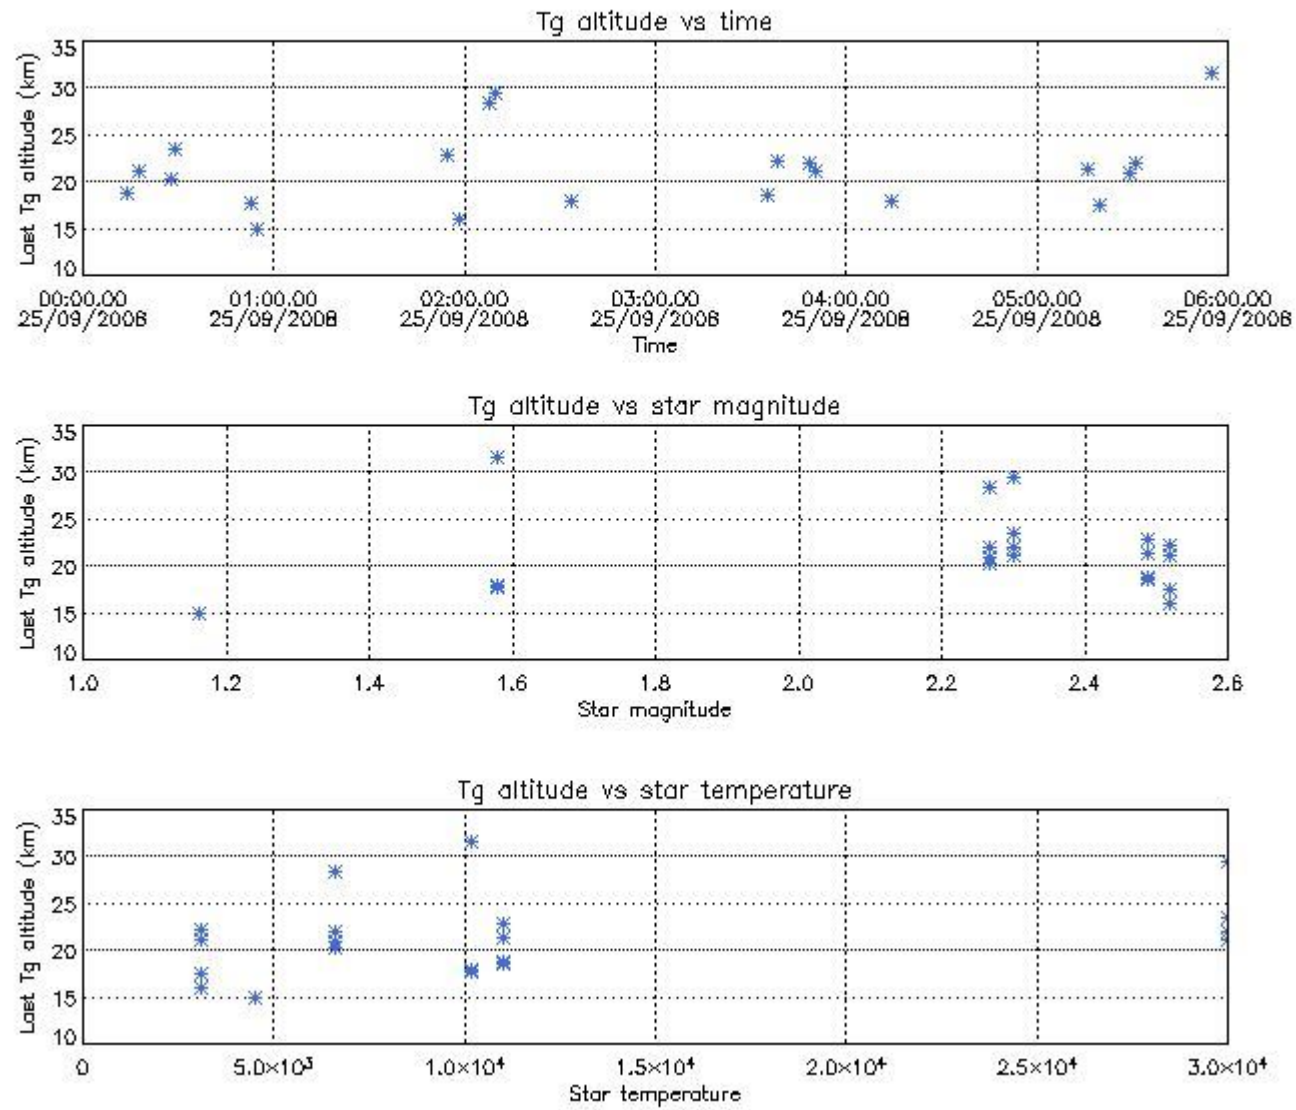 Tg altitude vs time
Last Tg altitude (km)
35
30
25
20
15
10
00:00.00 01:00.00 02:00.00 03:00.00 04:00.00 05:00.00 06:00.00
25/09/2008 25/09/2008 25/09/2008 25/09/2008 25/09/2008 25/09/2008 25/09/2008
Time
Tg altitude vs star magnitude
Last Tg altitude (km)
35
30
25
20
15
10
1.0 1.2 1.4 1.6 1.8 2.0 2.2 2.4 2.6
Star magnitude
Tg altitude vs star temperature
Last Tg altitude (km)
35
30
25
20
15
10
0 5.0×10³ 1.0×10⁴ 1.5×10⁴ 2.0×10⁴ 2.5×10⁴ 3.0×10⁴
Star temperature